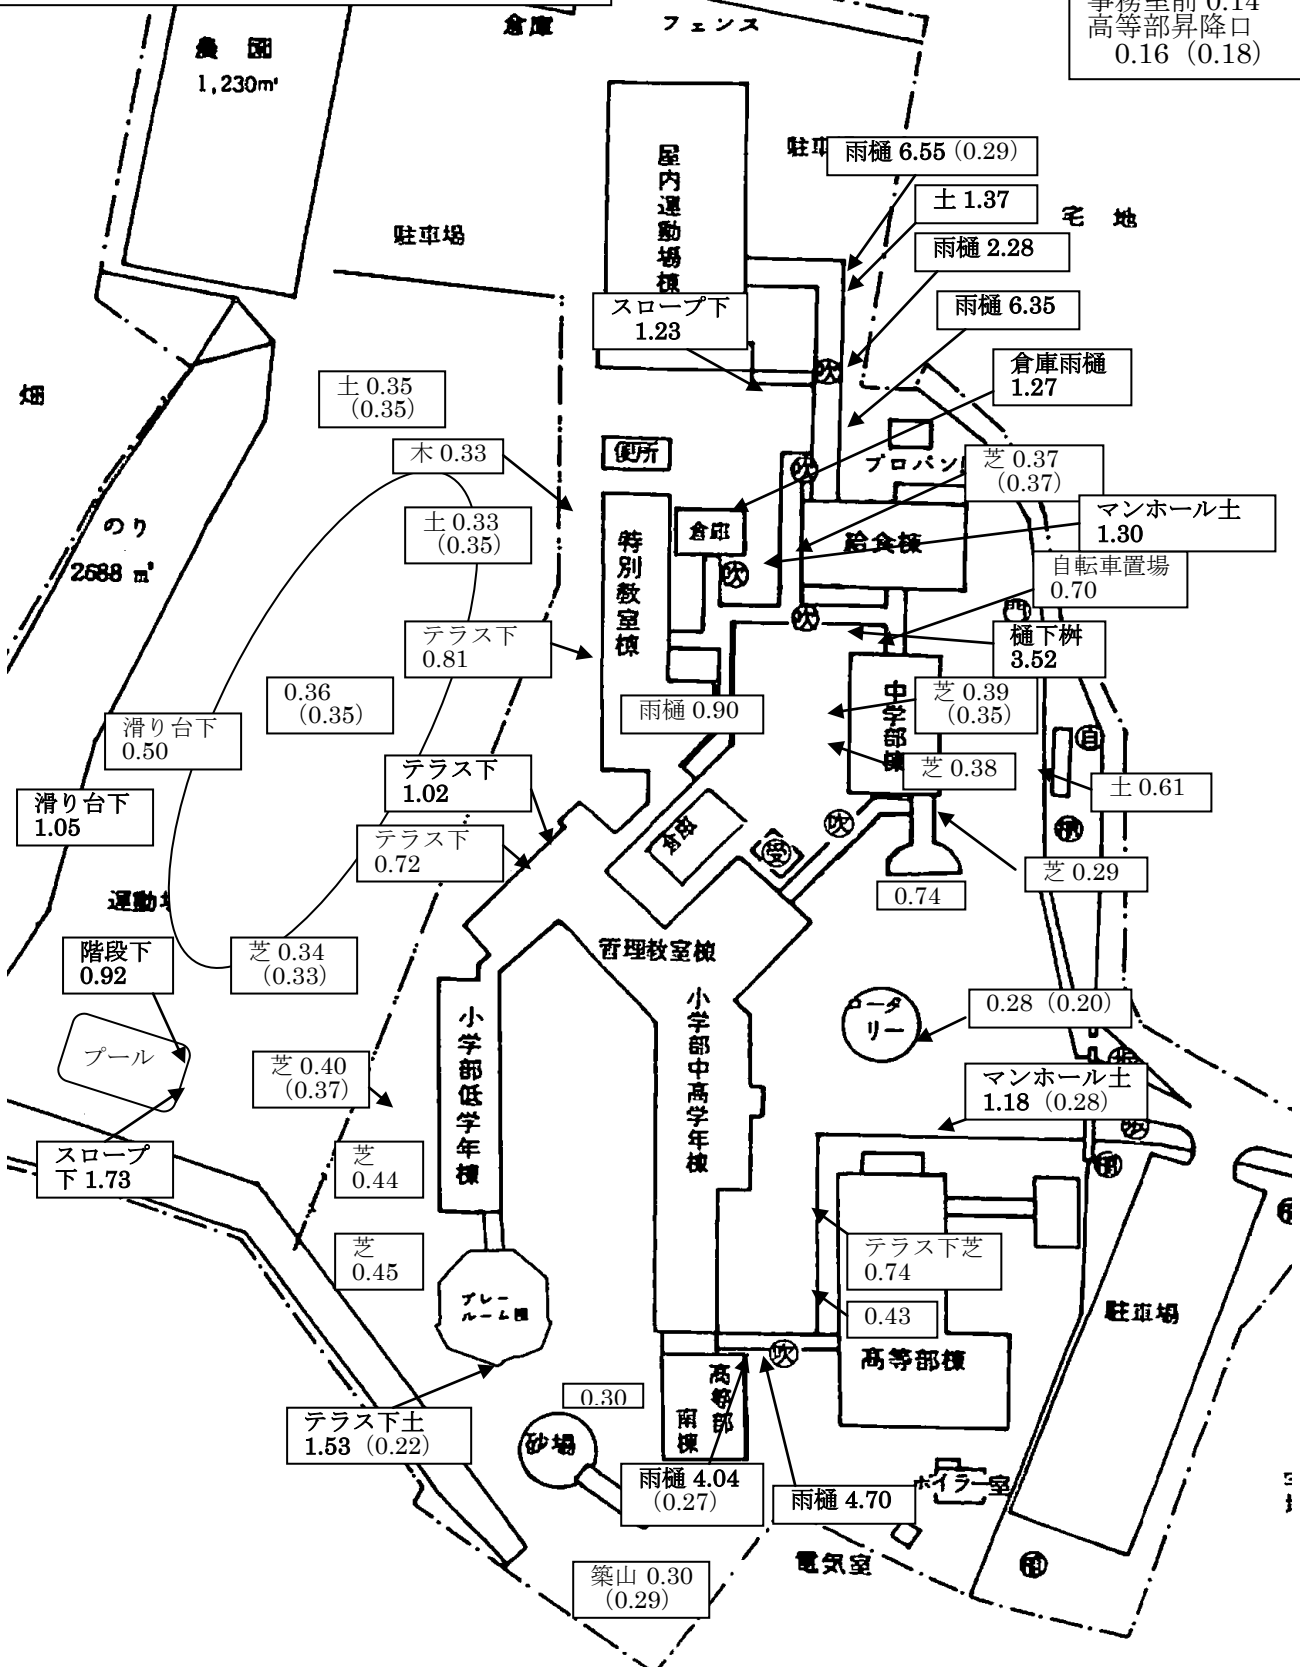 事務室前 0.14
高等部昇降口
0.16（0.18）
倉庫
フェンス
農園
1,230㎡
屋内運動場棟
駐車場
雨樋 6.55（0.29）
土 1.37
宅地
雨樋 2.28
雨樋 6.35
スロープ下
1.23
倉庫雨樋
1.27
畑
土 0.35
（0.35）
木 0.33
便所
吹
吹
プロパン
芝 0.37
（0.37）
のり
2688 ㎡
土 0.33
（0.35）
特別教室棟
倉庫
給食棟
マンホール土
1.30
吹
自転車置場
0.70
吹
門
テラス下
0.81
樋下桝
3.52
0.36
（0.35）
雨樋 0.90
中学部棟
芝 0.39
（0.35）
滑り台下
0.50
自
テラス下
1.02
芝 0.38
土 0.61
滑り台下
1.05
テラス下
0.72
倉庫
受
吹
芝 0.29
0.74
運動場
階段下
0.92
芝 0.34
（0.33）
管理教室棟
ロータリー
0.28（0.20）
プール
小学部低学年棟
小学部中高学年棟
芝 0.40
（0.37）
マンホール土
1.18（0.28）
歩
歩
スロープ
下 1.73
芝
0.44
芝
0.45
テラス下芝
0.74
プレー
ルーム棟
0.43
駐車場
吹
高等部棟
高等部
南棟
0.30
テラス下土
1.53（0.22）
砂場
雨樋 4.04
（0.27）
雨樋 4.70
ボイラー室
電気室
築山 0.30
（0.29）